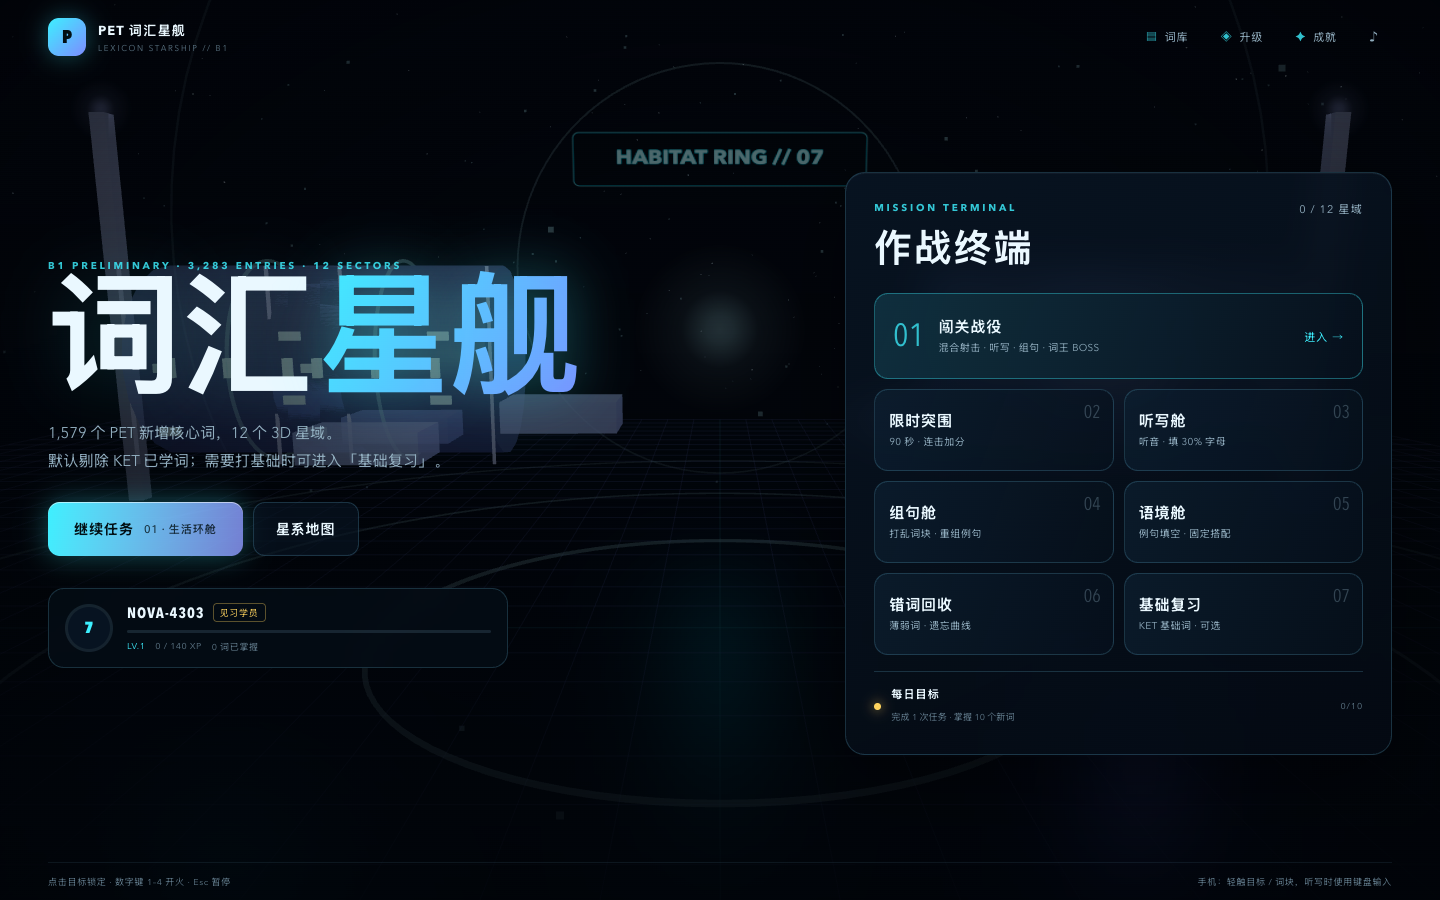 P
PET 词汇星舰
LEXICON STARSHIP // B1
词库
升级
成就
HABITAT RING // 07
B1 PRELIMINARY · 3,283 ENTRIES · 12 SECTORS
词汇星舰
1,579 个 PET 新增核心词，12 个 3D 星域。
默认剔除 KET 已学词；需要打基础时可进入「基础复习」。
继续任务 01 · 生活环舱
星系地图
7
NOVA-4303 见习学员
LV.1 0 / 140 XP 0 词已掌握
MISSION TERMINAL
0 / 12 星域
作战终端
01
闯关战役
混合射击 · 听写 · 组句 · 词王 BOSS
进入 →
限时突围
02
90 秒 · 连击加分
听写舱
03
听音 · 填 30% 字母
组句舱
04
打乱词块 · 重组例句
语境舱
05
例句填空 · 固定搭配
错词回收
06
薄弱词 · 遗忘曲线
基础复习
07
KET 基础词 · 可选
每日目标
完成 1 次任务 · 掌握 10 个新词
0/10
点击目标锁定 · 数字键 1-4 开火 · Esc 暂停
手机：轻触目标 / 词块，听写时使用键盘输入